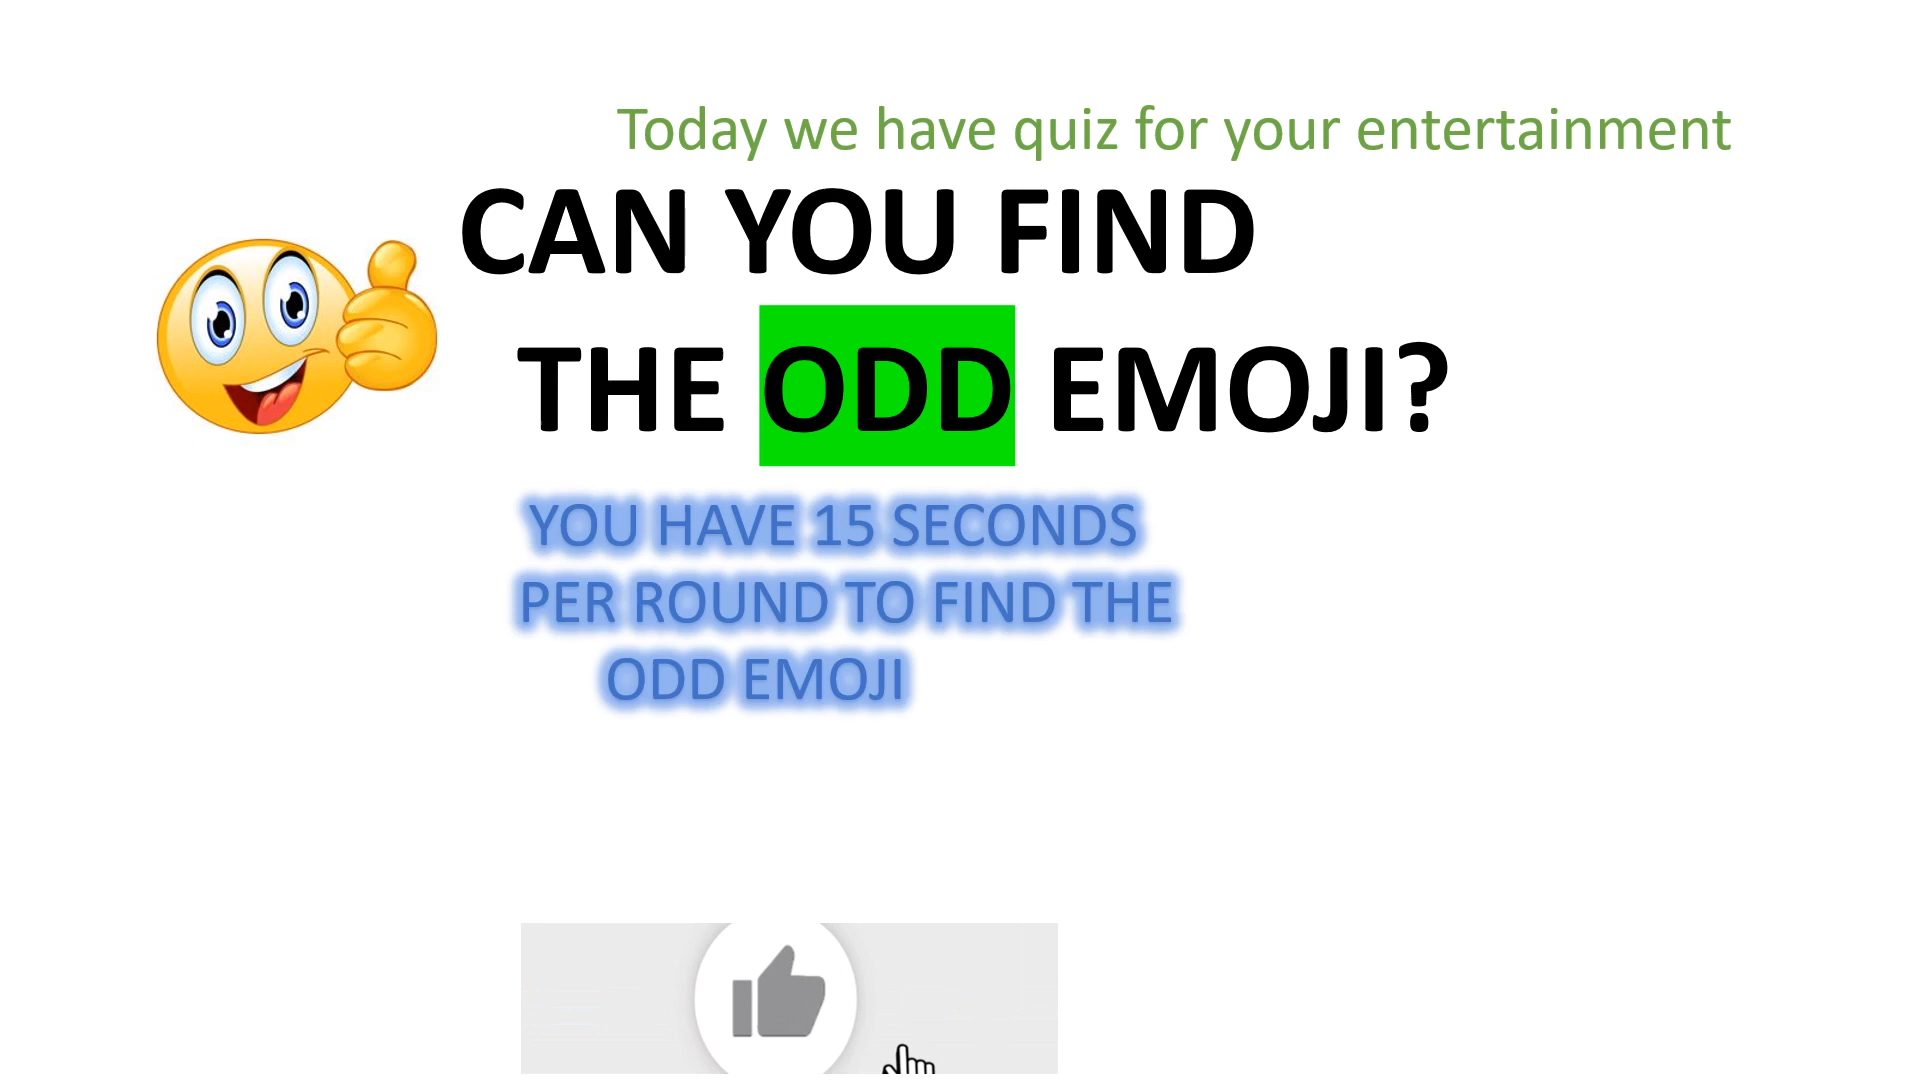 Today we have quiz for your entertainment
CAN YOU FIND
THE ODD EMOJI?
YOU HAVE 15 SECONDS
PER ROUND TO FIND THE
ODD EMOJI